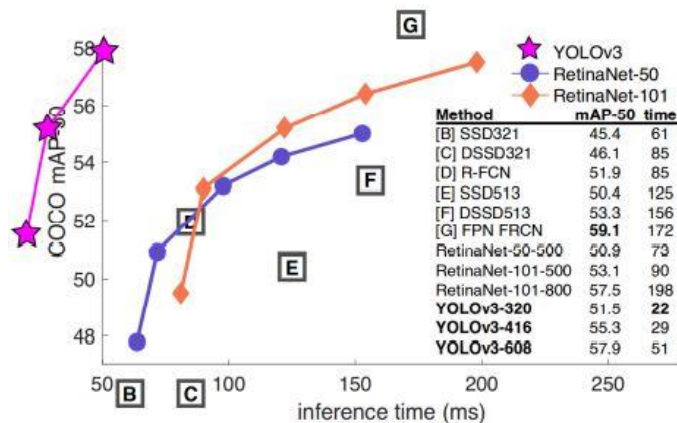 G
58
YOLOv3
RetinaNet-50
RetinaNet-101
56
Method mAP-50 time
[B] SSD321 45.4 61
[C] DSSD321 46.1 85
[D] R-FCN 51.9 85
[E] SSD513 50.4 125
[F] DSSD513 53.3 156
[G] FPN FRCN 59.1 172
RetinaNet-50-500 50.9 73
RetinaNet-101-500 53.1 90
RetinaNet-101-800 57.5 198
YOLOv3-320 51.5 22
YOLOv3-416 55.3 29
YOLOv3-608 57.9 51
COCO mAP-50
54
F
52
D
E
50
48
50 100 150 200 250
B C
inference time (ms)